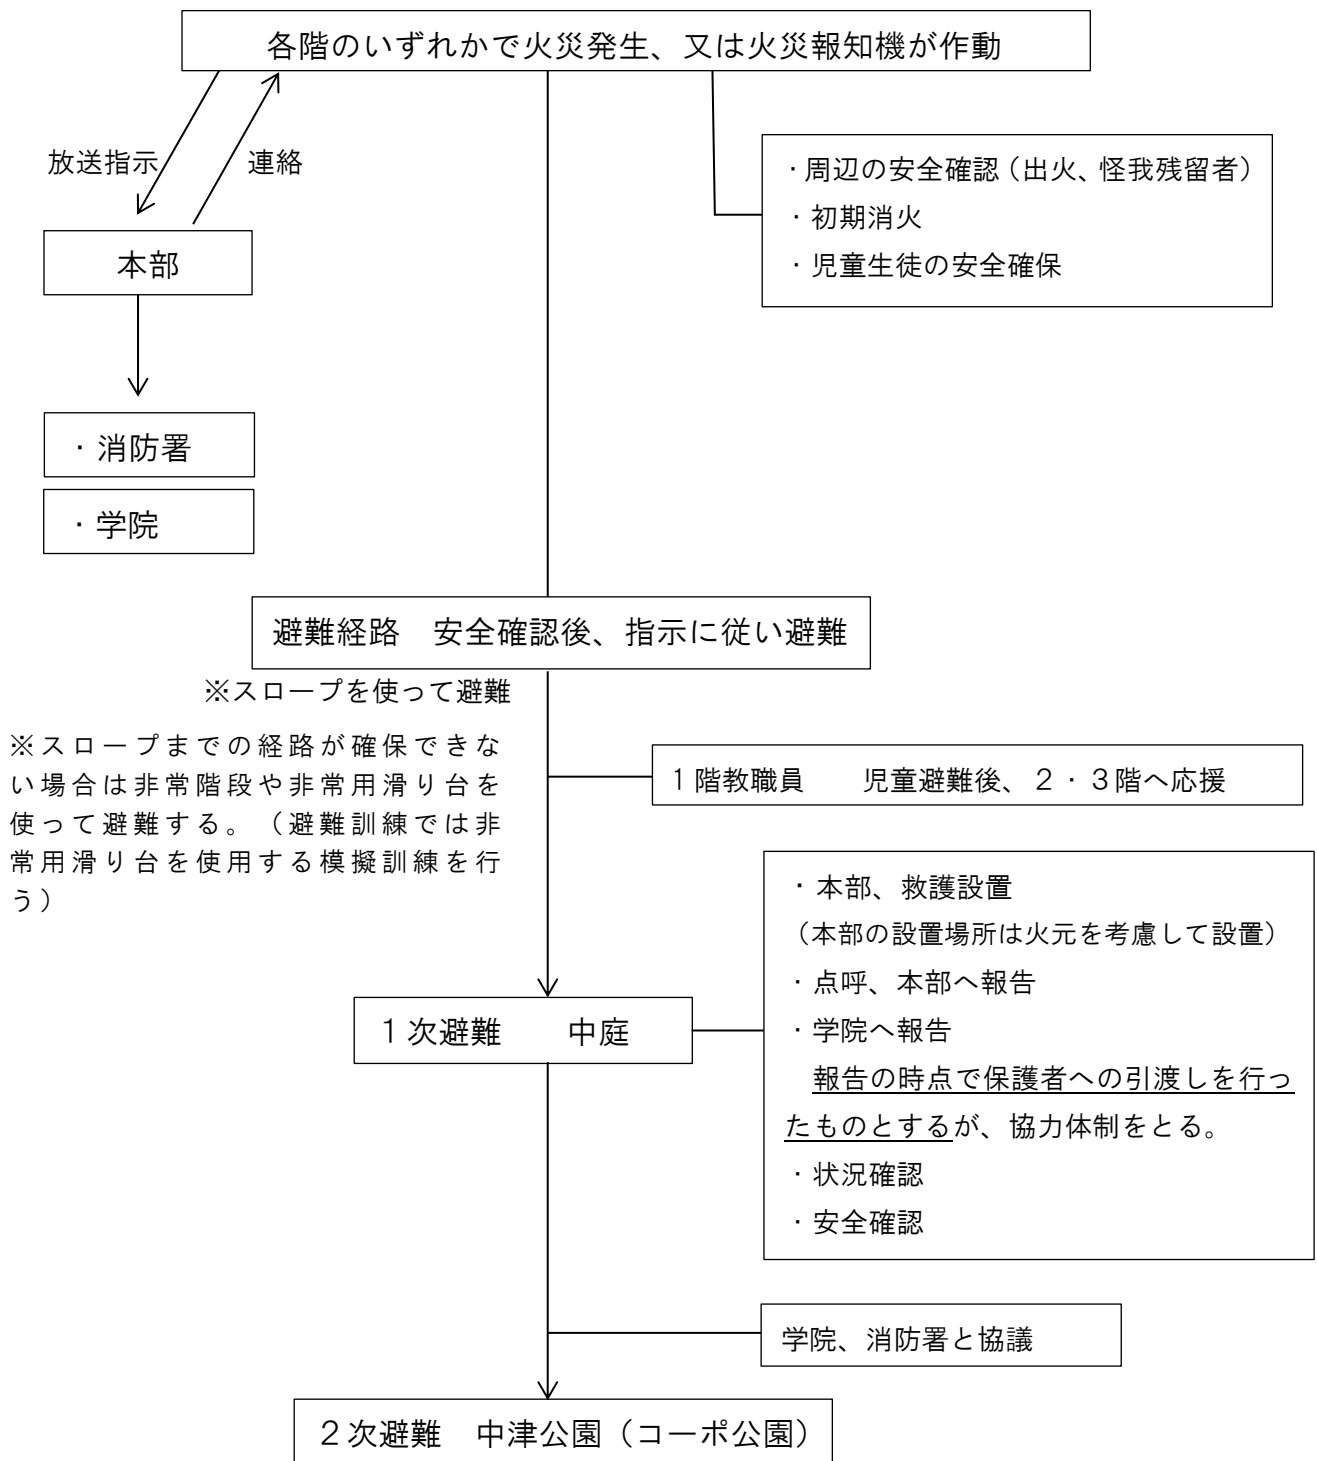 各階のいずれかで火災発生、又は火災報知機が作動
放送指示
連絡
・周辺の安全確認（出火、怪我残留者）
・初期消火
・児童生徒の安全確保
本部
・消防署
・学院
避難経路　安全確認後、指示に従い避難
※スロープを使って避難
※スロープまでの経路が確保できな
い場合は非常階段や非常用滑り台を
使って避難する。（避難訓練では非
常用滑り台を使用する模擬訓練を行
う）
１階教職員　　児童避難後、２・３階へ応援
・本部、救護設置
（本部の設置場所は火元を考慮して設置）
・点呼、本部へ報告
・学院へ報告
報告の時点で保護者への引渡しを行っ
たものとするが、協力体制をとる。
・状況確認
・安全確認
１次避難　　中庭
学院、消防署と協議
２次避難　中津公園（コーポ公園）